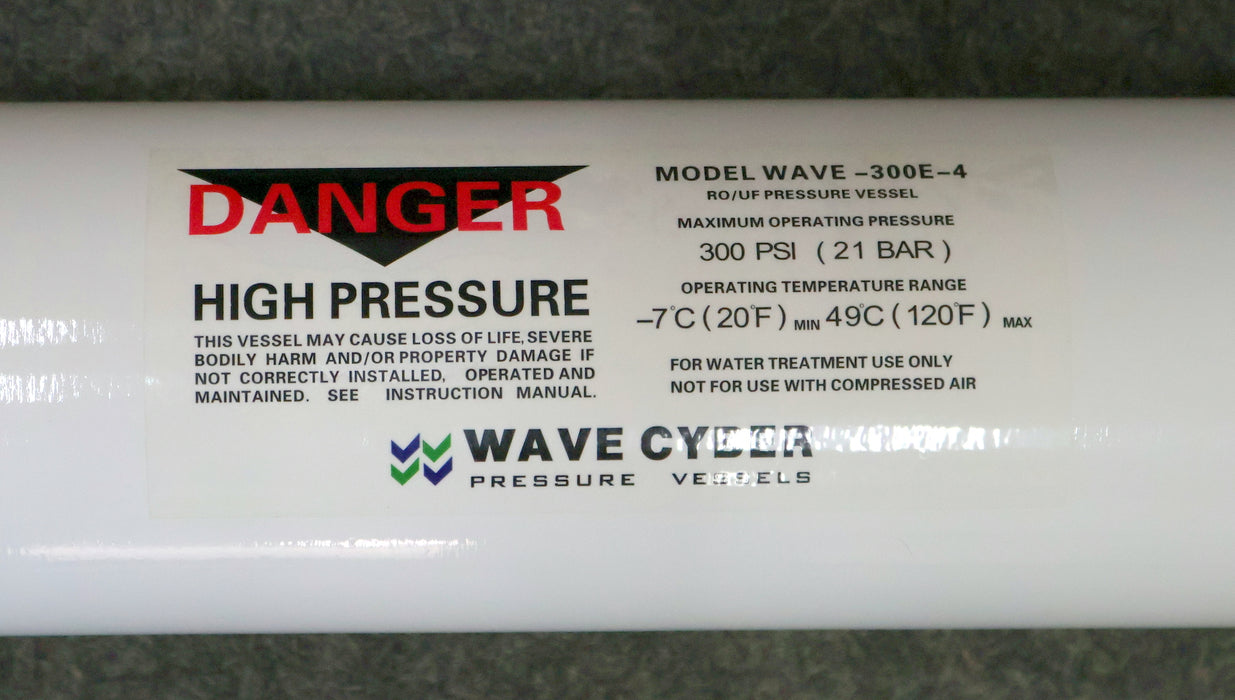 DANGER
HIGH PRESSURE
THIS VESSEL MAY CAUSE LOSS OF LIFE, SEVERE
BODILY HARM AND/OR PROPERTY DAMAGE IF
NOT CORRECTLY INSTALLED, OPERATED AND
MAINTAINED. SEE INSTRUCTION MANUAL.
MODEL WAVE -300E-4
RO/UF PRESSURE VESSEL
MAXIMUM OPERATING PRESSURE
300 PSI ( 21 BAR )
OPERATING TEMPERATURE RANGE
-7°C ( 20°F ) MIN 49°C ( 120°F ) MAX
FOR WATER TREATMENT USE ONLY
NOT FOR USE WITH COMPRESSED AIR
WAVE CYBER
PRESSURE VESSELS